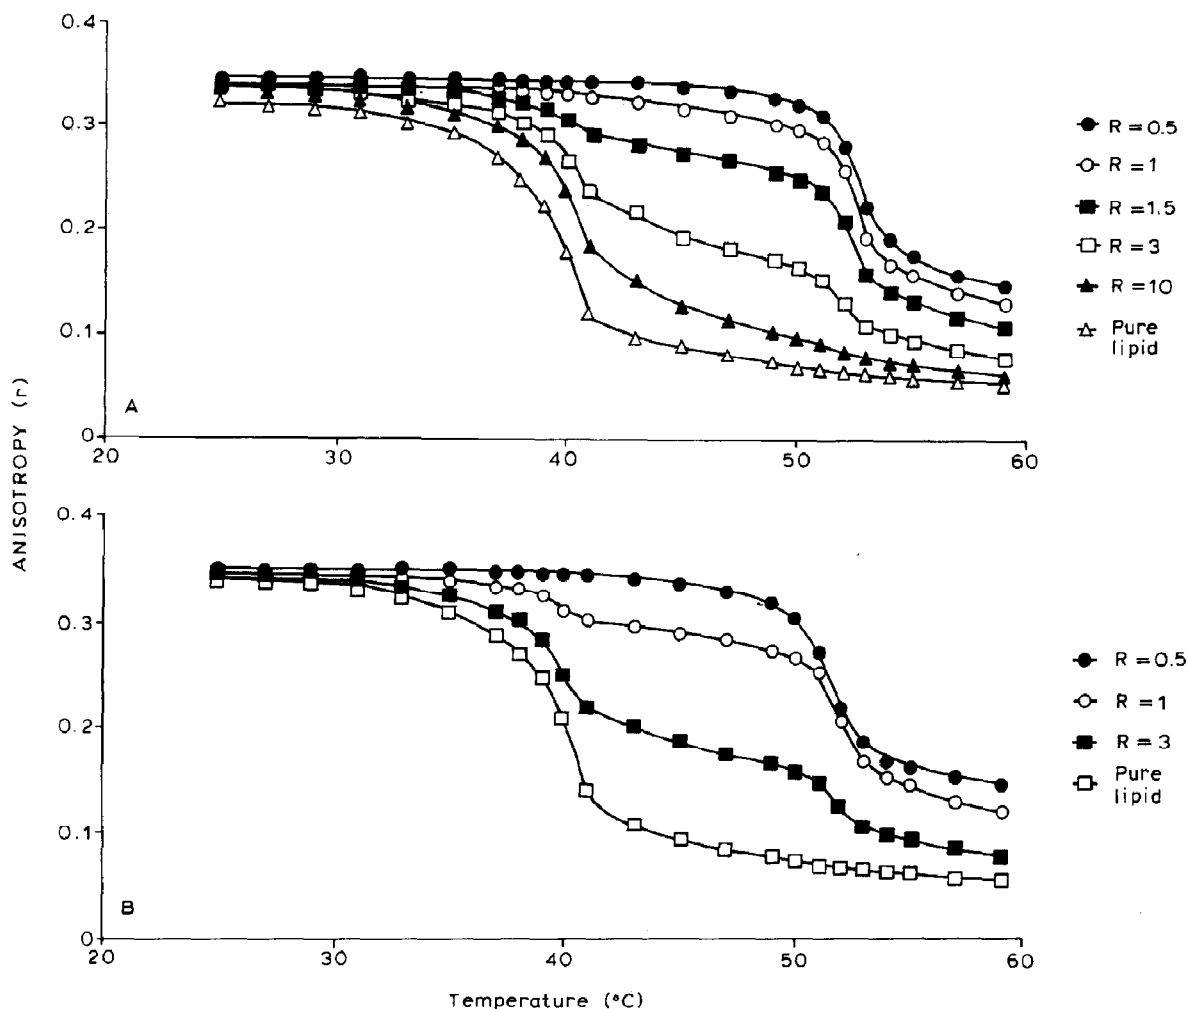 0.4
0.3
0.2
0.1
0
20
30
40
50
60
A
R = 0.5
R = 1
R = 1.5
R = 3
R = 10
Pure
lipid
ANISOTROPY (r)
0.4
0.3
0.2
0.1
0
20
30
40
50
60
B
R = 0.5
R = 1
R = 3
Pure
lipid
Temperature (°C)